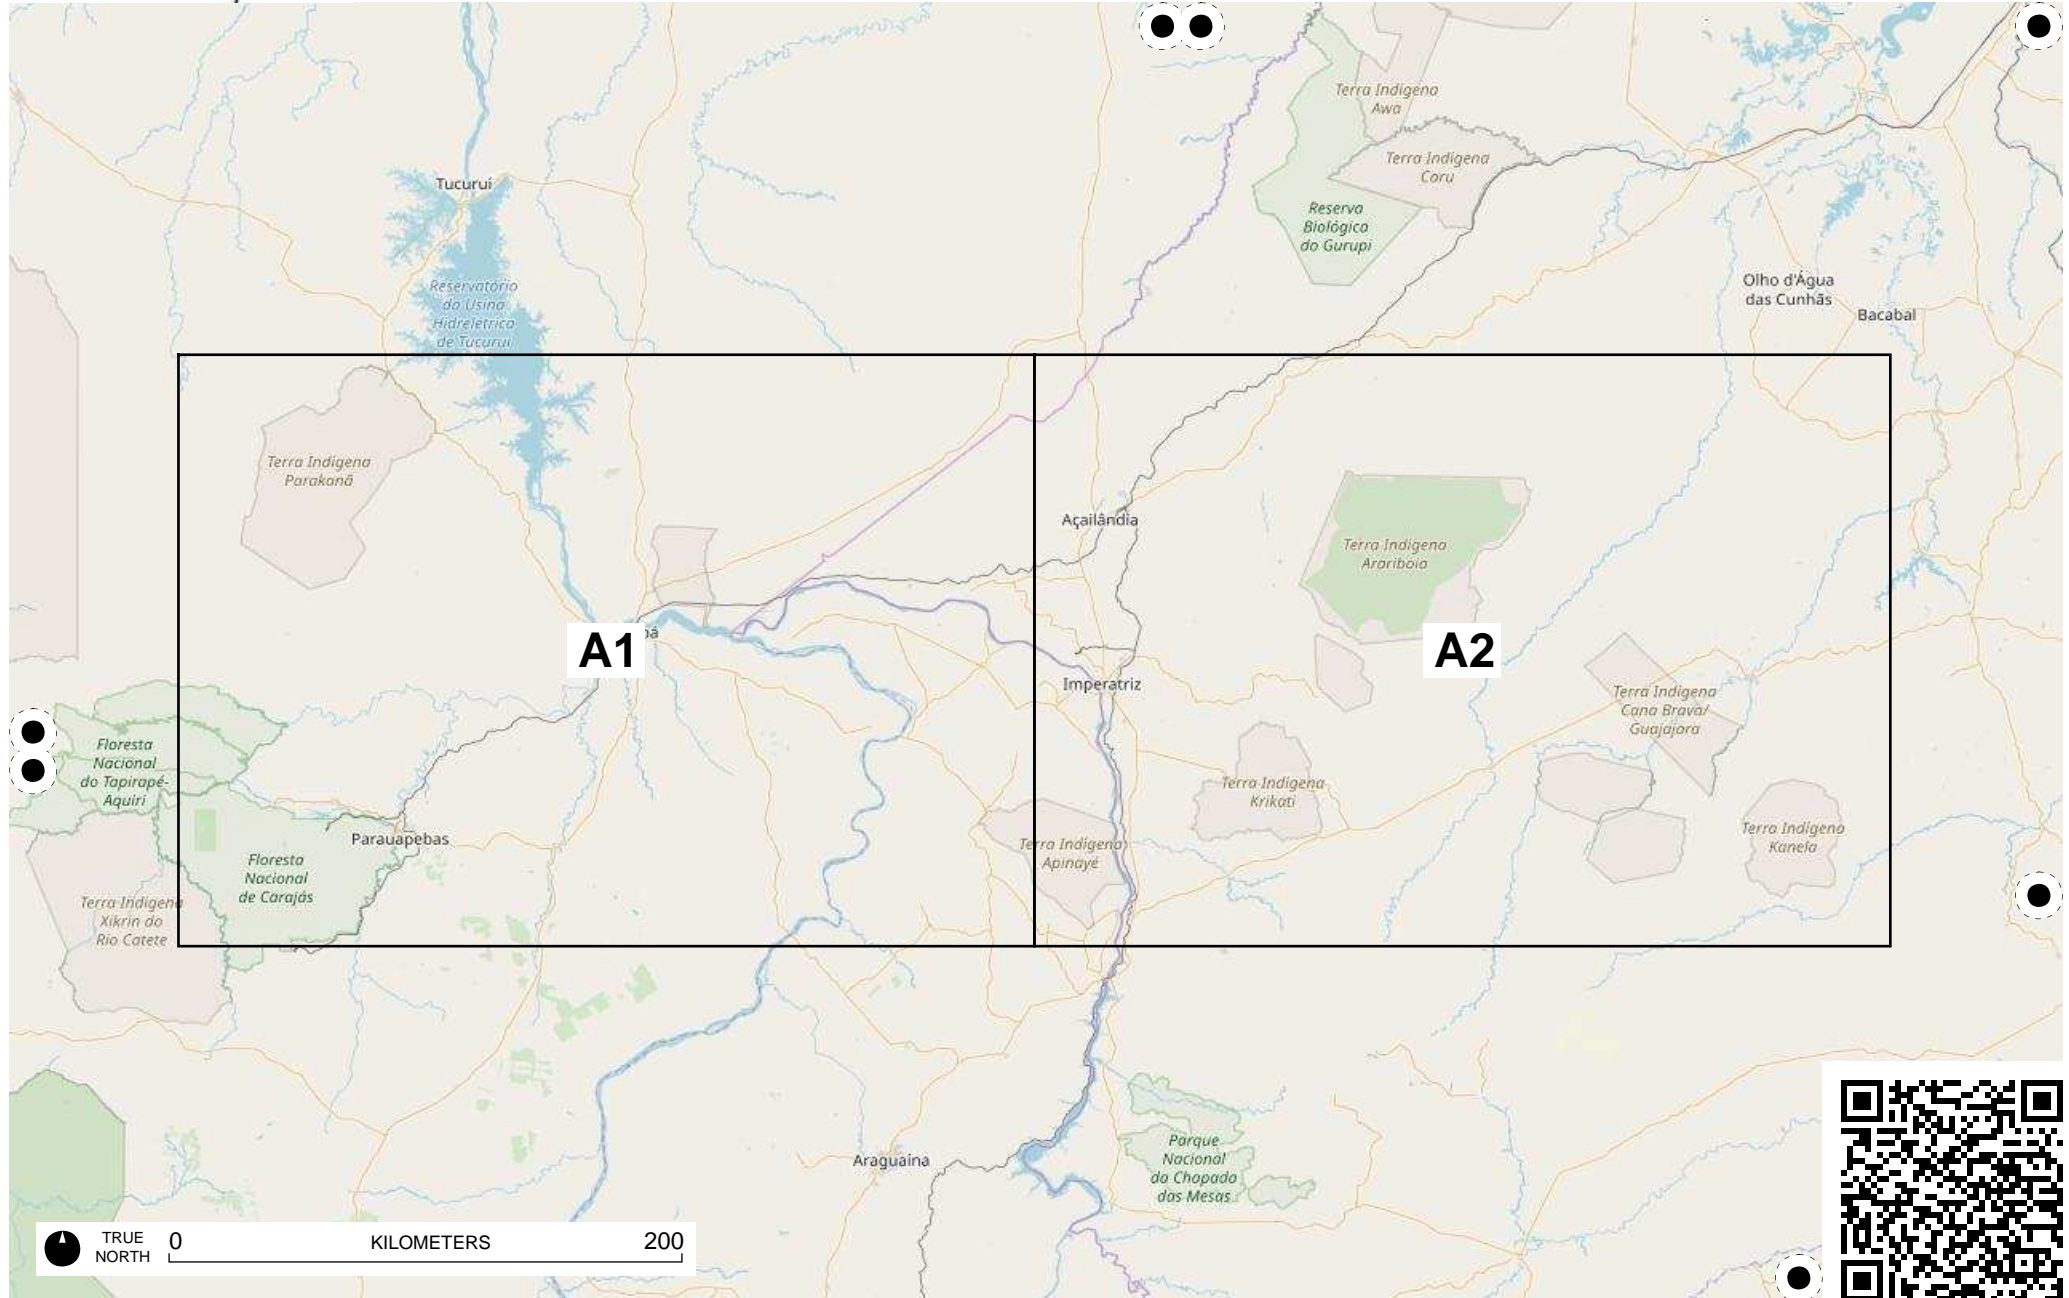 Terra Indígena
Awa
Terra Indígena
Caru
Tucuruí
Reserva
Biológica
do Gurupi
Reservatório
da Usina
Hidrelétrica
de Tucuruí
Olho d'Água
das Cunhãs
Bacabal
Terra Indígena
Parakanã
Açailândia
Terra Indígena
Arariboia
A1
bá
A2
Imperatriz
Terra Indígena
Cana Brava/
Guajajara
Floresta
Nacional
do Tapirapé-
Aquiri
Terra Indígena
Krikati
Parauapebas
Terra Indígena
Apinayé
Terra Indígena
Kanela
Floresta
Nacional
de Carajás
Terra Indígena
Xikrin do
Rio Catete
Araguaína
Parque
Nacional
da Chapada
das Mesas
TRUE
NORTH
0 KILOMETERS 200